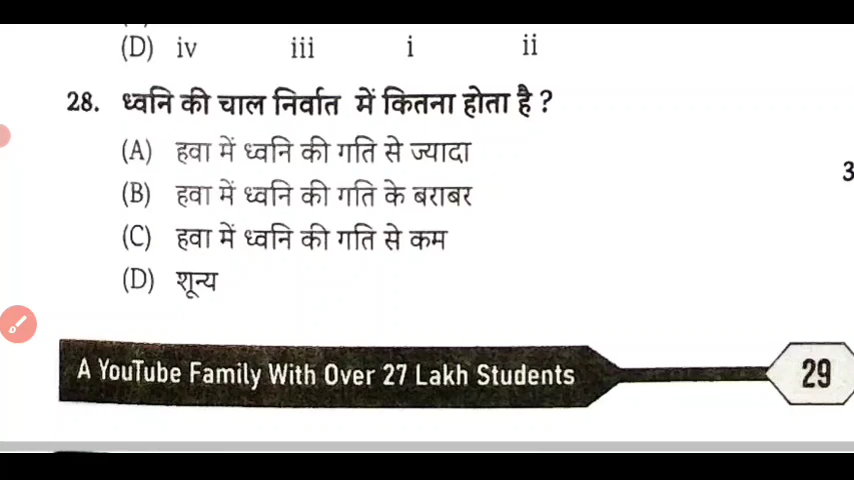 (D) iv iii i ii
28. ध्वनि की चाल निर्वात में कितना होता है ?
(A) हवा में ध्वनि की गति से ज्यादा
(B) हवा में ध्वनि की गति के बराबर
(C) हवा में ध्वनि की गति से कम
(D) शून्य
3
A YouTube Family With Over 27 Lakh Students
29